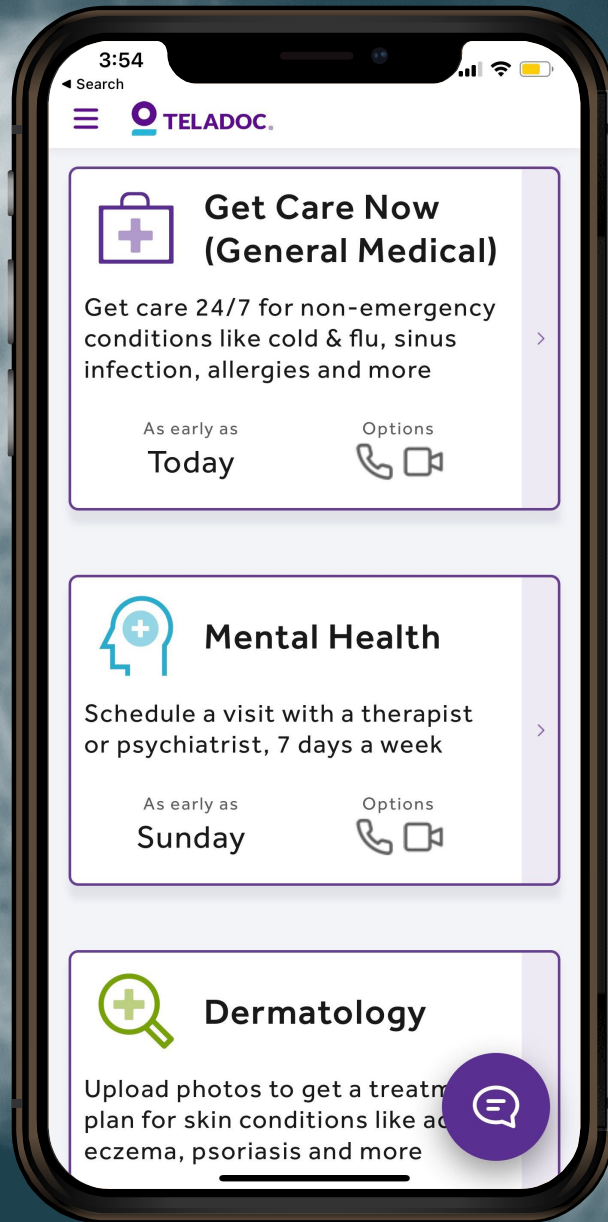 3:54
◀ Search
TELADOC.
Get Care Now
(General Medical)
Get care 24/7 for non-emergency
conditions like cold & flu, sinus
infection, allergies and more
As early as
Options
Today
Mental Health
Schedule a visit with a therapist
or psychiatrist, 7 days a week
As early as
Options
Sunday
Dermatology
Upload photos to get a
plan for skin conditions like
eczema, psoriasis and more